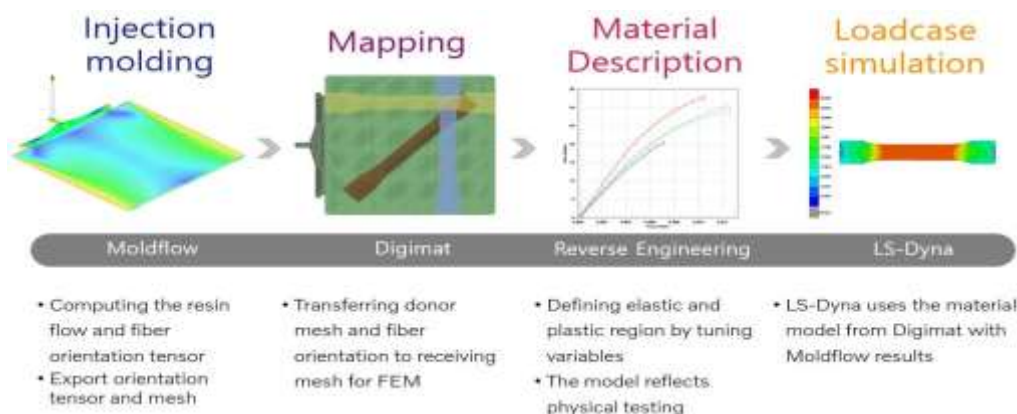 Injection
molding
Mapping
Material
Description
Loadcase
simulation
Moldflow
Digimat
Reverse Engineering
LS-Dyna
• Computing the resin
flow and fiber
orientation tensor
• Export orientation
tensor and mesh
• Transferring donor
mesh and fiber
orientation to receiving
mesh for FEM
• Defining elastic and
plastic region by tuning
variables
• The model reflects
physical testing
• LS-Dyna uses the material
model from Digimat with
Moldflow results